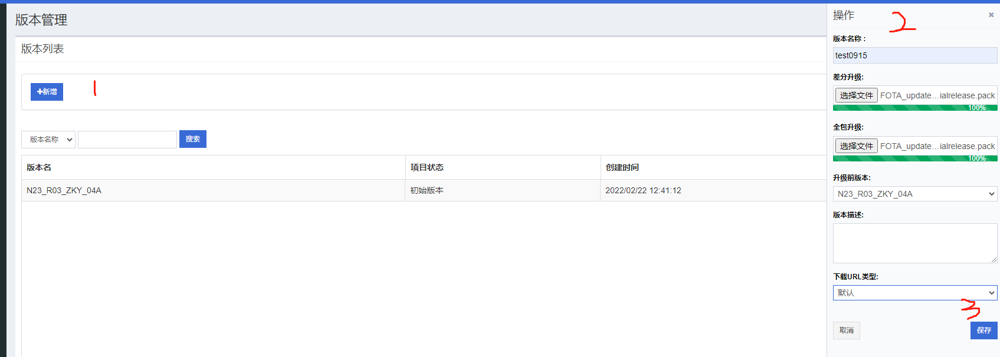 版本管理
版本列表
新增
1
版本名称
搜索
版本名 项目状态 创建时间
N23_R03_ZKY_04A 初始版本 2022/02/22 12:41:12
操作
2
版本名称 :
test0915
差分升级:
选择文件 FOTA_update...ialrelease.pack
100%
全包升级:
选择文件 FOTA_update...ialrelease.pack
100%
升级前版本:
N23_R03_ZKY_04A
版本描述:
下载URL类型:
默认
3
取消 保存